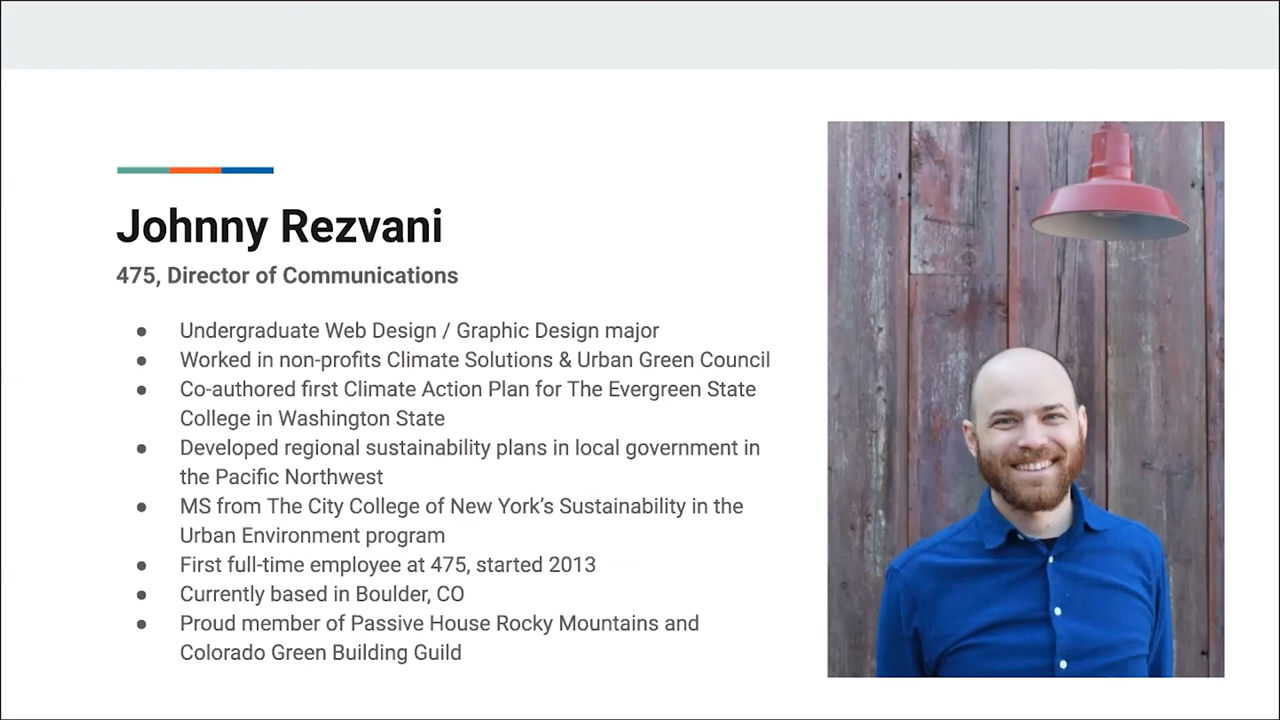 Johnny Rezvani
475, Director of Communications
● Undergraduate Web Design / Graphic Design major
● Worked in non-profits Climate Solutions & Urban Green Council
● Co-authored first Climate Action Plan for The Evergreen State
College in Washington State
● Developed regional sustainability plans in local government in
the Pacific Northwest
● MS from The City College of New York’s Sustainability in the
Urban Environment program
● First full-time employee at 475, started 2013
● Currently based in Boulder, CO
● Proud member of Passive House Rocky Mountains and
Colorado Green Building Guild